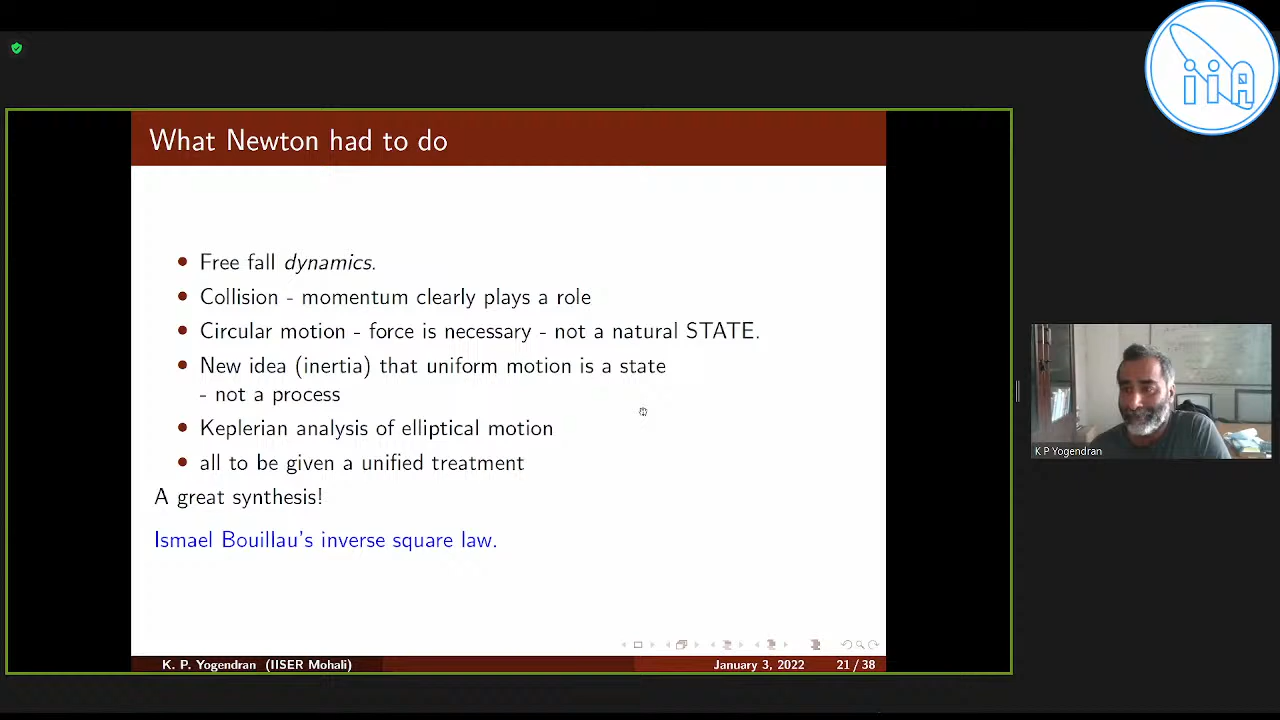 iiA
What Newton had to do
Free fall dynamics.
Collision - momentum clearly plays a role
Circular motion - force is necessary - not a natural STATE.
New idea (inertia) that uniform motion is a state
- not a process
Keplerian analysis of elliptical motion
all to be given a unified treatment
A great synthesis!
Ismael Bouillau's inverse square law.
K. P. Yogendran (IISER Mohali)
January 3, 2022
21 / 38
K P Yogendran